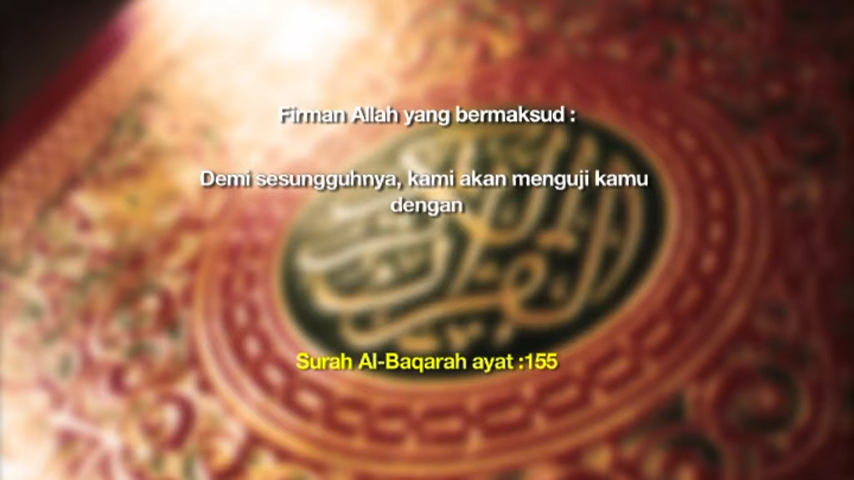 Firman Allah yang bermaksud :
Demi sesungguhnya, kami akan menguji kamu
dengan
Surah Al-Baqarah ayat :155